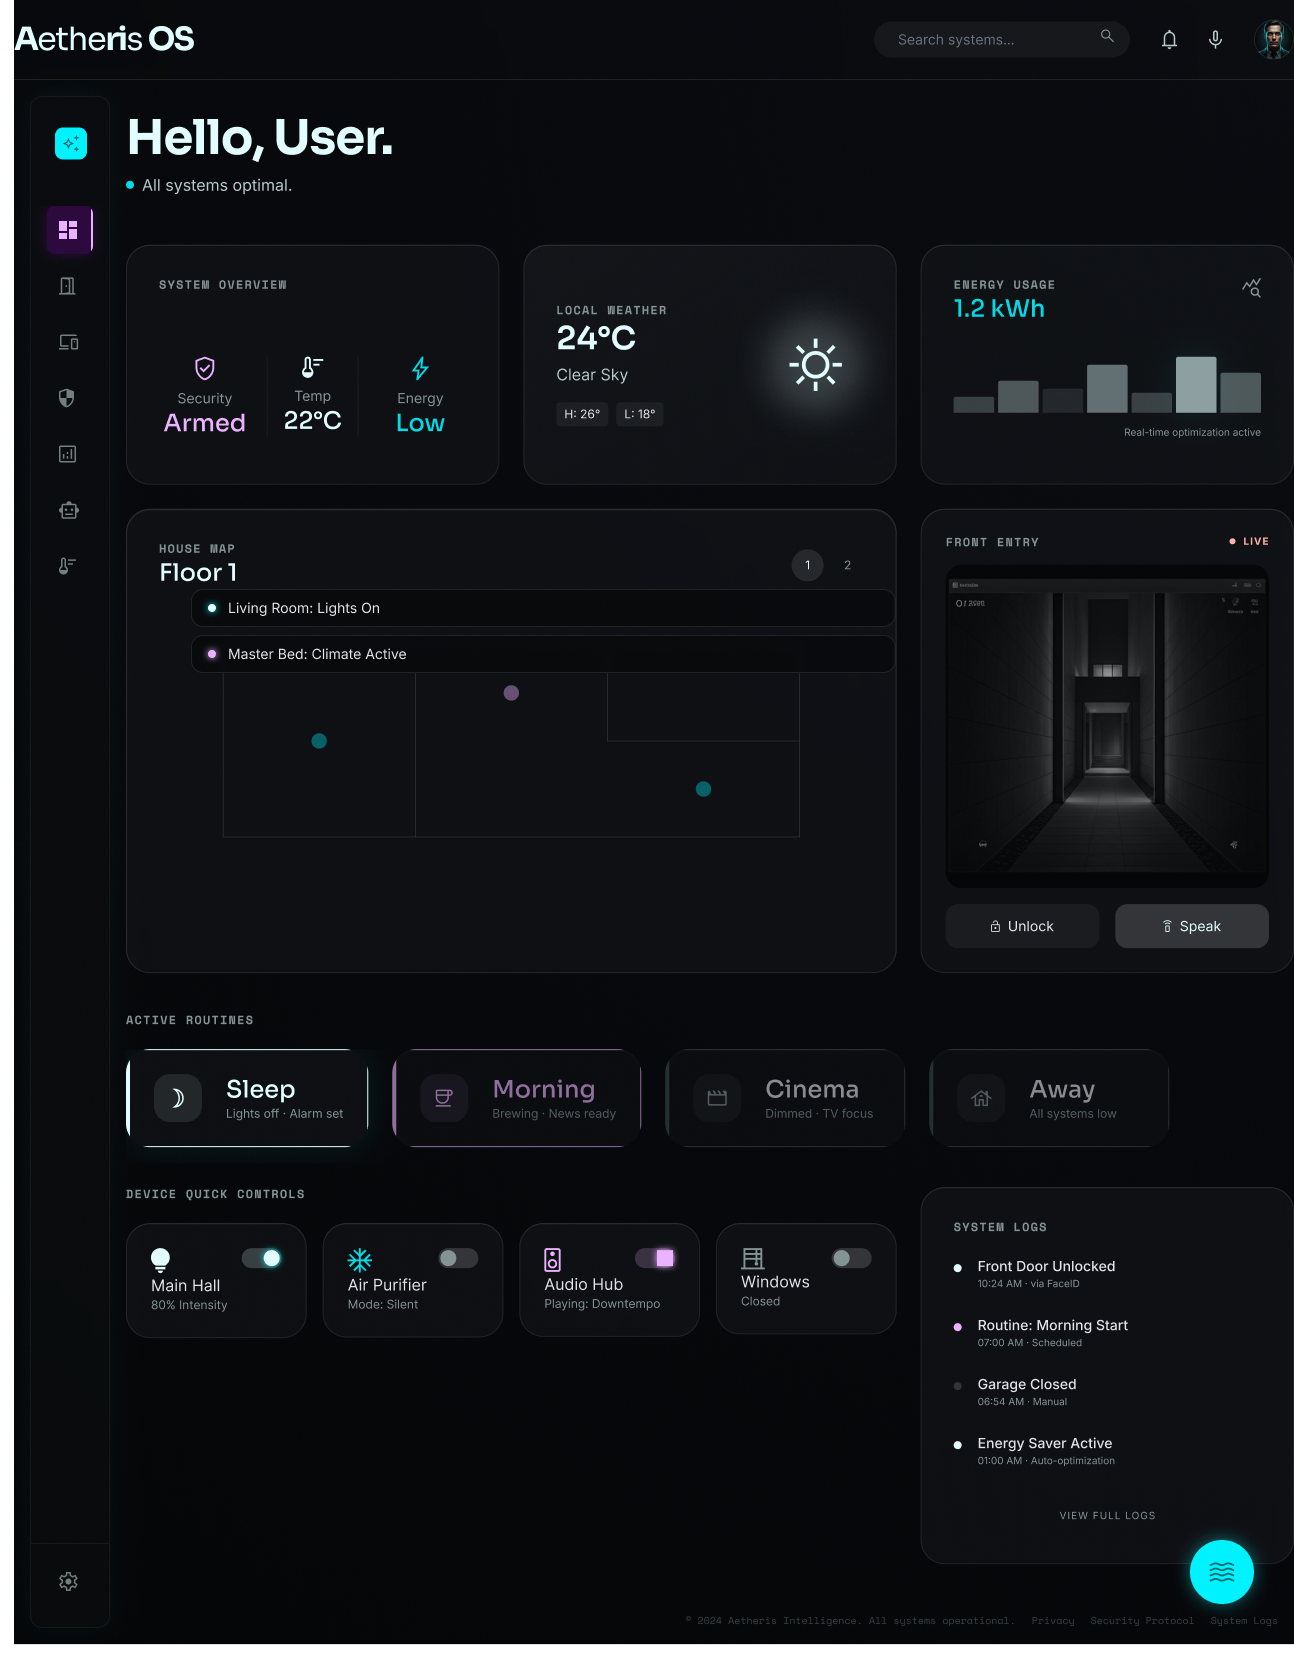 Aetheris OS
Search systems...
Hello, User.
All systems optimal.
SYSTEM OVERVIEW
Security
Armed
Temp
22°C
Energy
Low
LOCAL WEATHER
24°C
Clear Sky
H: 26°
L: 18°
ENERGY USAGE
1.2 kWh
Real-time optimization active
HOUSE MAP
Floor 1
1
2
Living Room: Lights On
Master Bed: Climate Active
FRONT ENTRY
LIVE
Unlock
Speak
ACTIVE ROUTINES
Sleep
Lights off · Alarm set
Morning
Brewing · News ready
Cinema
Dimmed · TV focus
Away
All systems low
DEVICE QUICK CONTROLS
Main Hall
80% Intensity
Air Purifier
Mode: Silent
Audio Hub
Playing: Downtempo
Windows
Closed
SYSTEM LOGS
Front Door Unlocked
10:24 AM · via FaceID
Routine: Morning Start
07:00 AM · Scheduled
Garage Closed
06:54 AM · Manual
Energy Saver Active
01:00 AM · Auto-optimization
VIEW FULL LOGS
© 2024 Aetheris Intelligence. All systems operational.
Privacy
Security Protocol
System Logs